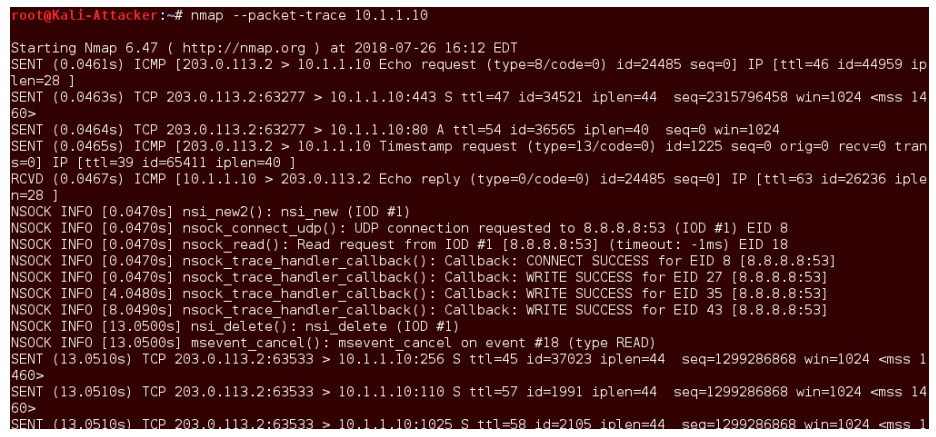 root@Kali-Attacker:~# nmap --packet-trace 10.1.1.10
Starting Nmap 6.47 ( http://nmap.org ) at 2018-07-26 16:12 EDT
SENT (0.0461s) ICMP [203.0.113.2 > 10.1.1.10 Echo request (type=8/code=0) id=24485 seq=0] IP [ttl=46 id=44959 ip
len=28 ]
SENT (0.0463s) TCP 203.0.113.2:63277 > 10.1.1.10:443 S ttl=47 id=34521 iplen=44  seq=2315796458 win=1024 <mss 14
60>
SENT (0.0464s) TCP 203.0.113.2:63277 > 10.1.1.10:80 A ttl=54 id=36565 iplen=40  seq=0 win=1024
SENT (0.0465s) ICMP [203.0.113.2 > 10.1.1.10 Timestamp request (type=13/code=0) id=1225 seq=0 orig=0 recv=0 tran
s=0] IP [ttl=39 id=65411 iplen=40 ]
RCVD (0.0467s) ICMP [10.1.1.10 > 203.0.113.2 Echo reply (type=0/code=0) id=24485 seq=0] IP [ttl=63 id=26236 iple
n=28 ]
NSOCK INFO [0.0470s] nsi_new2(): nsi_new (IOD #1)
NSOCK INFO [0.0470s] nsock_connect_udp(): UDP connection requested to 8.8.8.8:53 (IOD #1) EID 8
NSOCK INFO [0.0470s] nsock_read(): Read request from IOD #1 [8.8.8.8:53] (timeout: -1ms) EID 18
NSOCK INFO [0.0470s] nsock_trace_handler_callback(): Callback: CONNECT SUCCESS for EID 8 [8.8.8.8:53]
NSOCK INFO [0.0470s] nsock_trace_handler_callback(): Callback: WRITE SUCCESS for EID 27 [8.8.8.8:53]
NSOCK INFO [4.0480s] nsock_trace_handler_callback(): Callback: WRITE SUCCESS for EID 35 [8.8.8.8:53]
NSOCK INFO [8.0490s] nsock_trace_handler_callback(): Callback: WRITE SUCCESS for EID 43 [8.8.8.8:53]
NSOCK INFO [13.0500s] nsi_delete(): nsi_delete (IOD #1)
NSOCK INFO [13.0500s] msevent_cancel(): msevent_cancel on event #18 (type READ)
SENT (13.0510s) TCP 203.0.113.2:63533 > 10.1.1.10:256 S ttl=45 id=37023 iplen=44  seq=1299286868 win=1024 <mss 1
460>
SENT (13.0510s) TCP 203.0.113.2:63533 > 10.1.1.10:110 S ttl=57 id=1991 iplen=44  seq=1299286868 win=1024 <mss 14
60>
SENT (13.0510s) TCP 203.0.113.2:63533 > 10.1.1.10:1025 S ttl=58 id=2105 iplen=44  seq=1299286868 win=1024 <mss 1